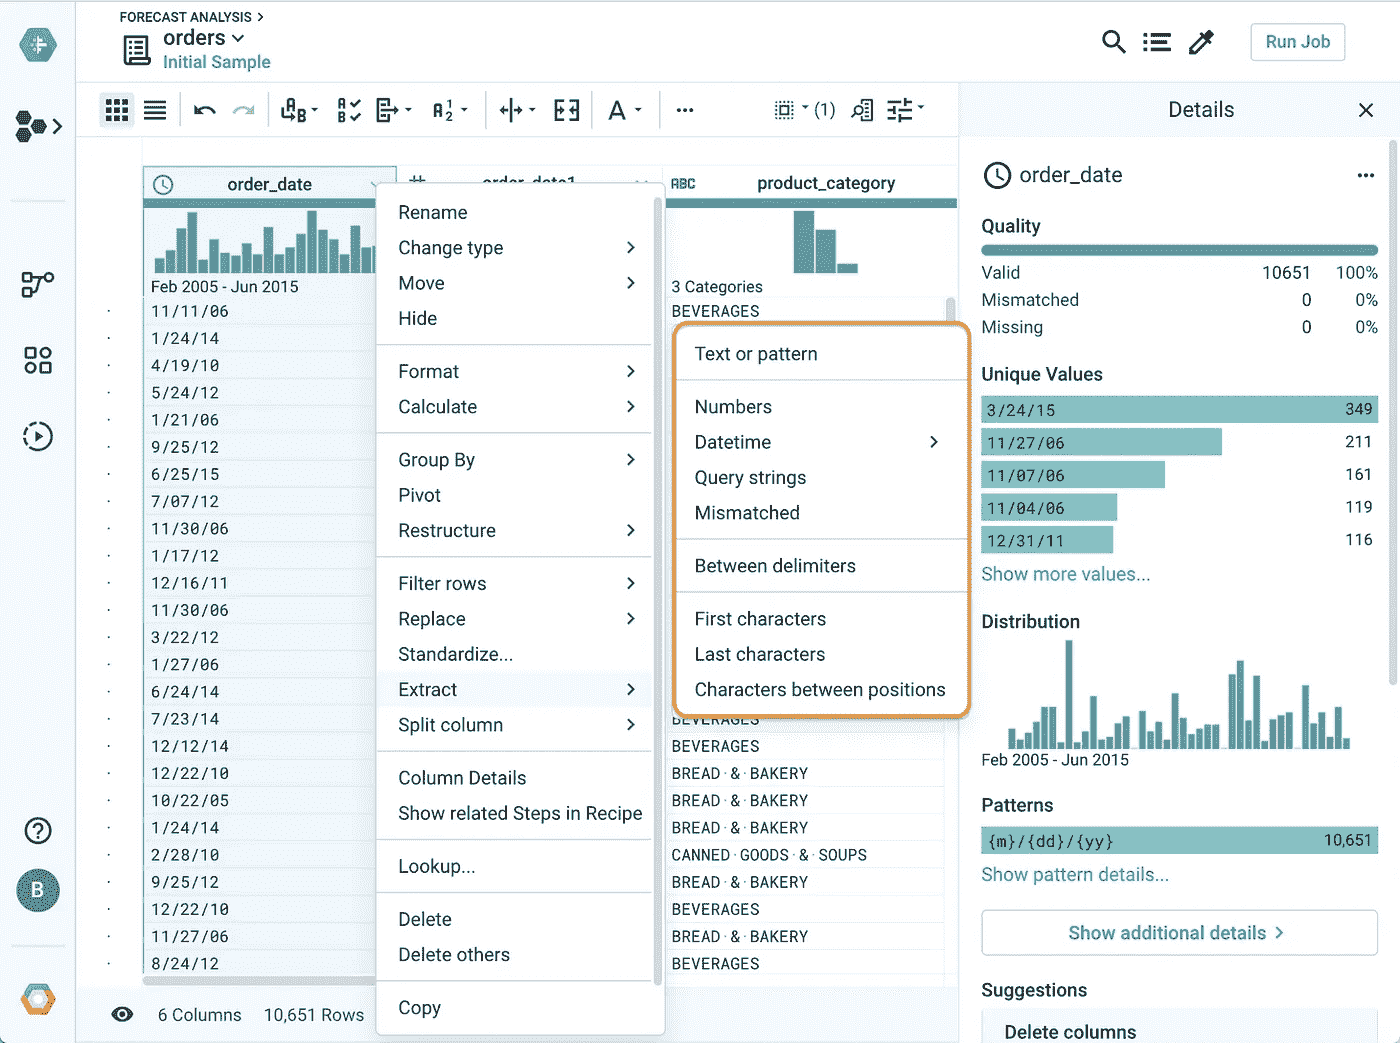 FORECAST ANALYSIS >
orders
Initial Sample
Run Job
(1)
Details
order_date
order_date1
ABC product_category
Feb 2005 - Jun 2015
3 Categories
11/11/06
1/24/14
4/19/10
5/24/12
1/21/06
9/25/12
6/25/15
7/07/12
11/30/06
1/17/12
12/16/11
11/30/06
3/22/12
1/27/06
6/24/14
7/23/14
12/12/14
12/22/10
10/22/05
1/24/14
2/28/10
9/25/12
12/22/10
11/27/06
8/24/12
Rename
Change type
Move
Hide
Format
Calculate
Group By
Pivot
Restructure
Filter rows
Replace
Standardize...
Extract
Split column
Column Details
Show related Steps in Recipe
Lookup...
Delete
Delete others
Copy
BEVERAGES
Text or pattern
Numbers
Datetime
Query strings
Mismatched
Between delimiters
First characters
Last characters
Characters between positions
BEVERAGES
BEVERAGES
BREAD·&·BAKERY
BREAD·&·BAKERY
BREAD·&·BAKERY
CANNED·GOODS·&·SOUPS
BREAD·&·BAKERY
BEVERAGES
BREAD·&·BAKERY
BEVERAGES
order_date
Quality
Valid 10651 100%
Mismatched 0 0%
Missing 0 0%
Unique Values
3/24/15 349
11/27/06 211
11/07/06 161
11/04/06 119
12/31/11 116
Show more values...
Distribution
Feb 2005 - Jun 2015
Patterns
{m}/{dd}/{yy} 10,651
Show pattern details...
Show additional details >
Suggestions
Delete columns
B
6 Columns 10,651 Rows